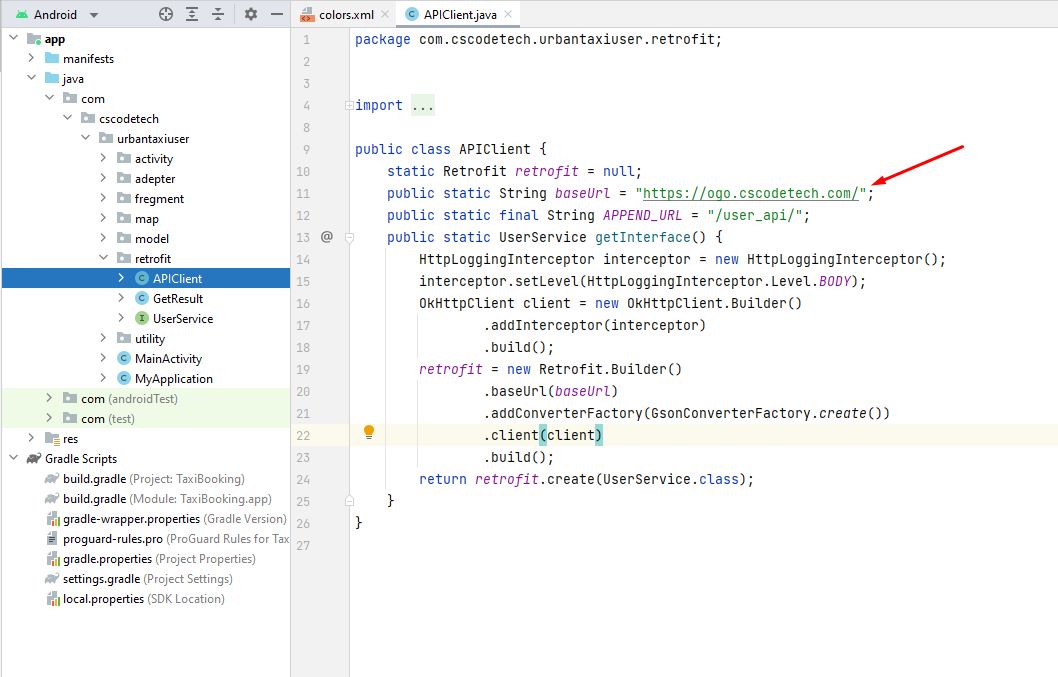 Android
colors.xml
APIClient.java
app
manifests
java
com
cscodetech
urbantaxiuser
activity
adepter
fregment
map
model
retrofit
APIClient
GetResult
UserService
utility
MainActivity
MyApplication
com (androidTest)
com (test)
res
Gradle Scripts
build.gradle (Project: TaxiBooking)
build.gradle (Module: TaxiBooking.app)
gradle-wrapper.properties (Gradle Version)
proguard-rules.pro (ProGuard Rules for Tax
gradle.properties (Project Properties)
settings.gradle (Project Settings)
local.properties (SDK Location)
1 package com.cscodetech.urbantaxiuser.retrofit;
2
3
4 import ...
8
9 public class APIClient {
10 static Retrofit retrofit = null;
11 public static String baseUrl = "https://ogo.cscodetech.com/";
12 public static final String APPEND_URL = "/user_api/";
13 @ public static UserService getInterface() {
14 HttpLoggingInterceptor interceptor = new HttpLoggingInterceptor();
15 interceptor.setLevel(HttpLoggingInterceptor.Level.BODY);
16 OkHttpClient client = new OkHttpClient.Builder()
17 .addInterceptor(interceptor)
18 .build();
19 retrofit = new Retrofit.Builder()
20 .baseUrl(baseUrl)
21 .addConverterFactory(GsonConverterFactory.create())
22 .client(client)
23 .build();
24 return retrofit.create(UserService.class);
25 }
26 }
27